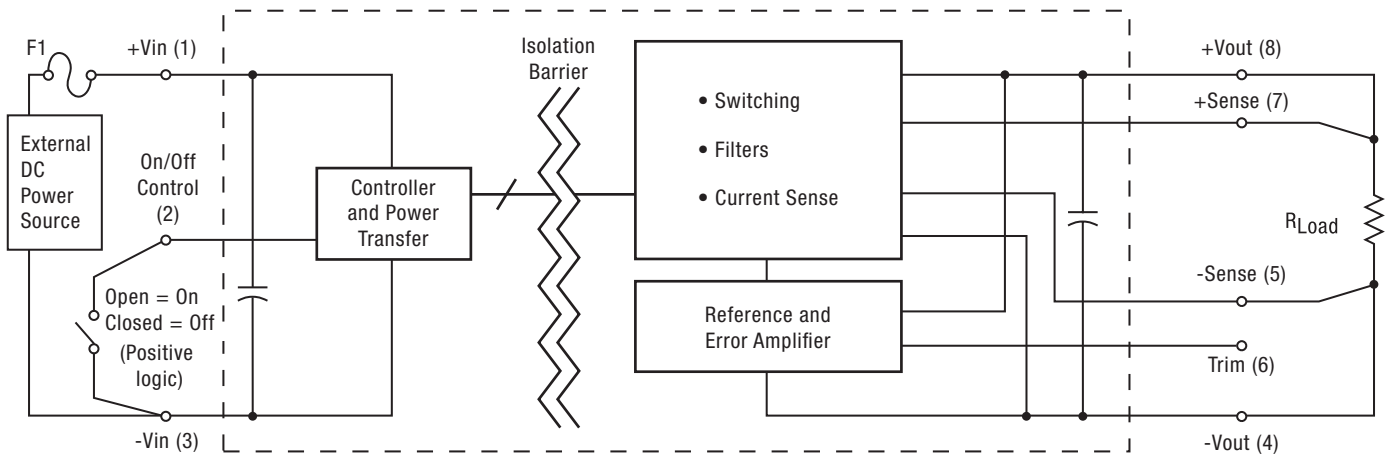 F1
+Vin (1)
External
DC
Power
Source
On/Off
Control
(2)
Open = On
Closed = Off
(Positive
logic)
-Vin (3)
Controller
and Power
Transfer
Isolation
Barrier
• Switching
• Filters
• Current Sense
Reference and
Error Amplifier
+Vout (8)
+Sense (7)
RLoad
-Sense (5)
Trim (6)
-Vout (4)